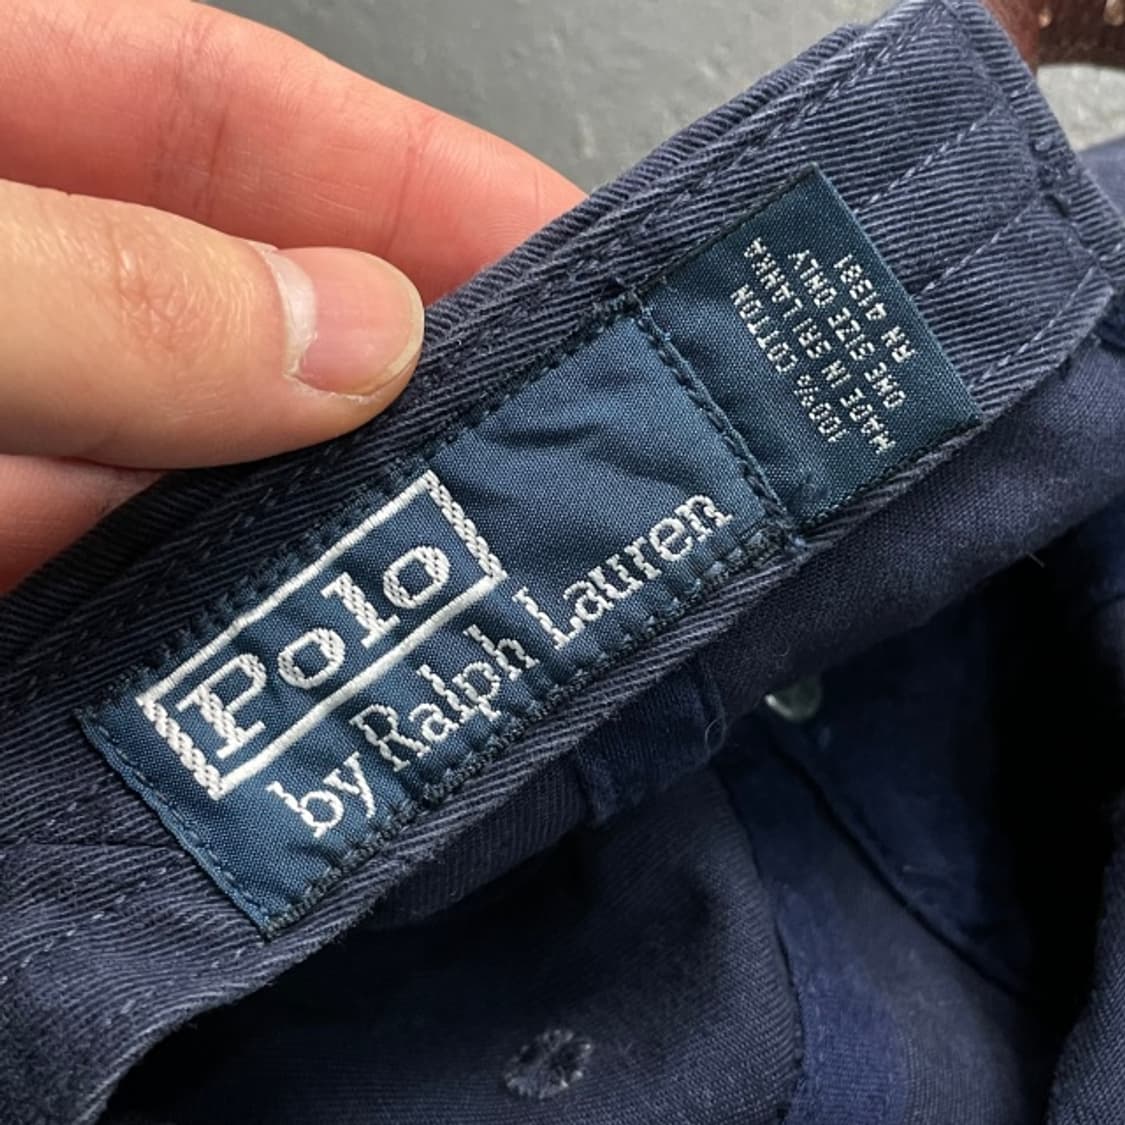 Polo
by Ralph Lauren
100% COTTON
MADE IN SRI LANKA
ONE SIZE ONLY
RN 41381